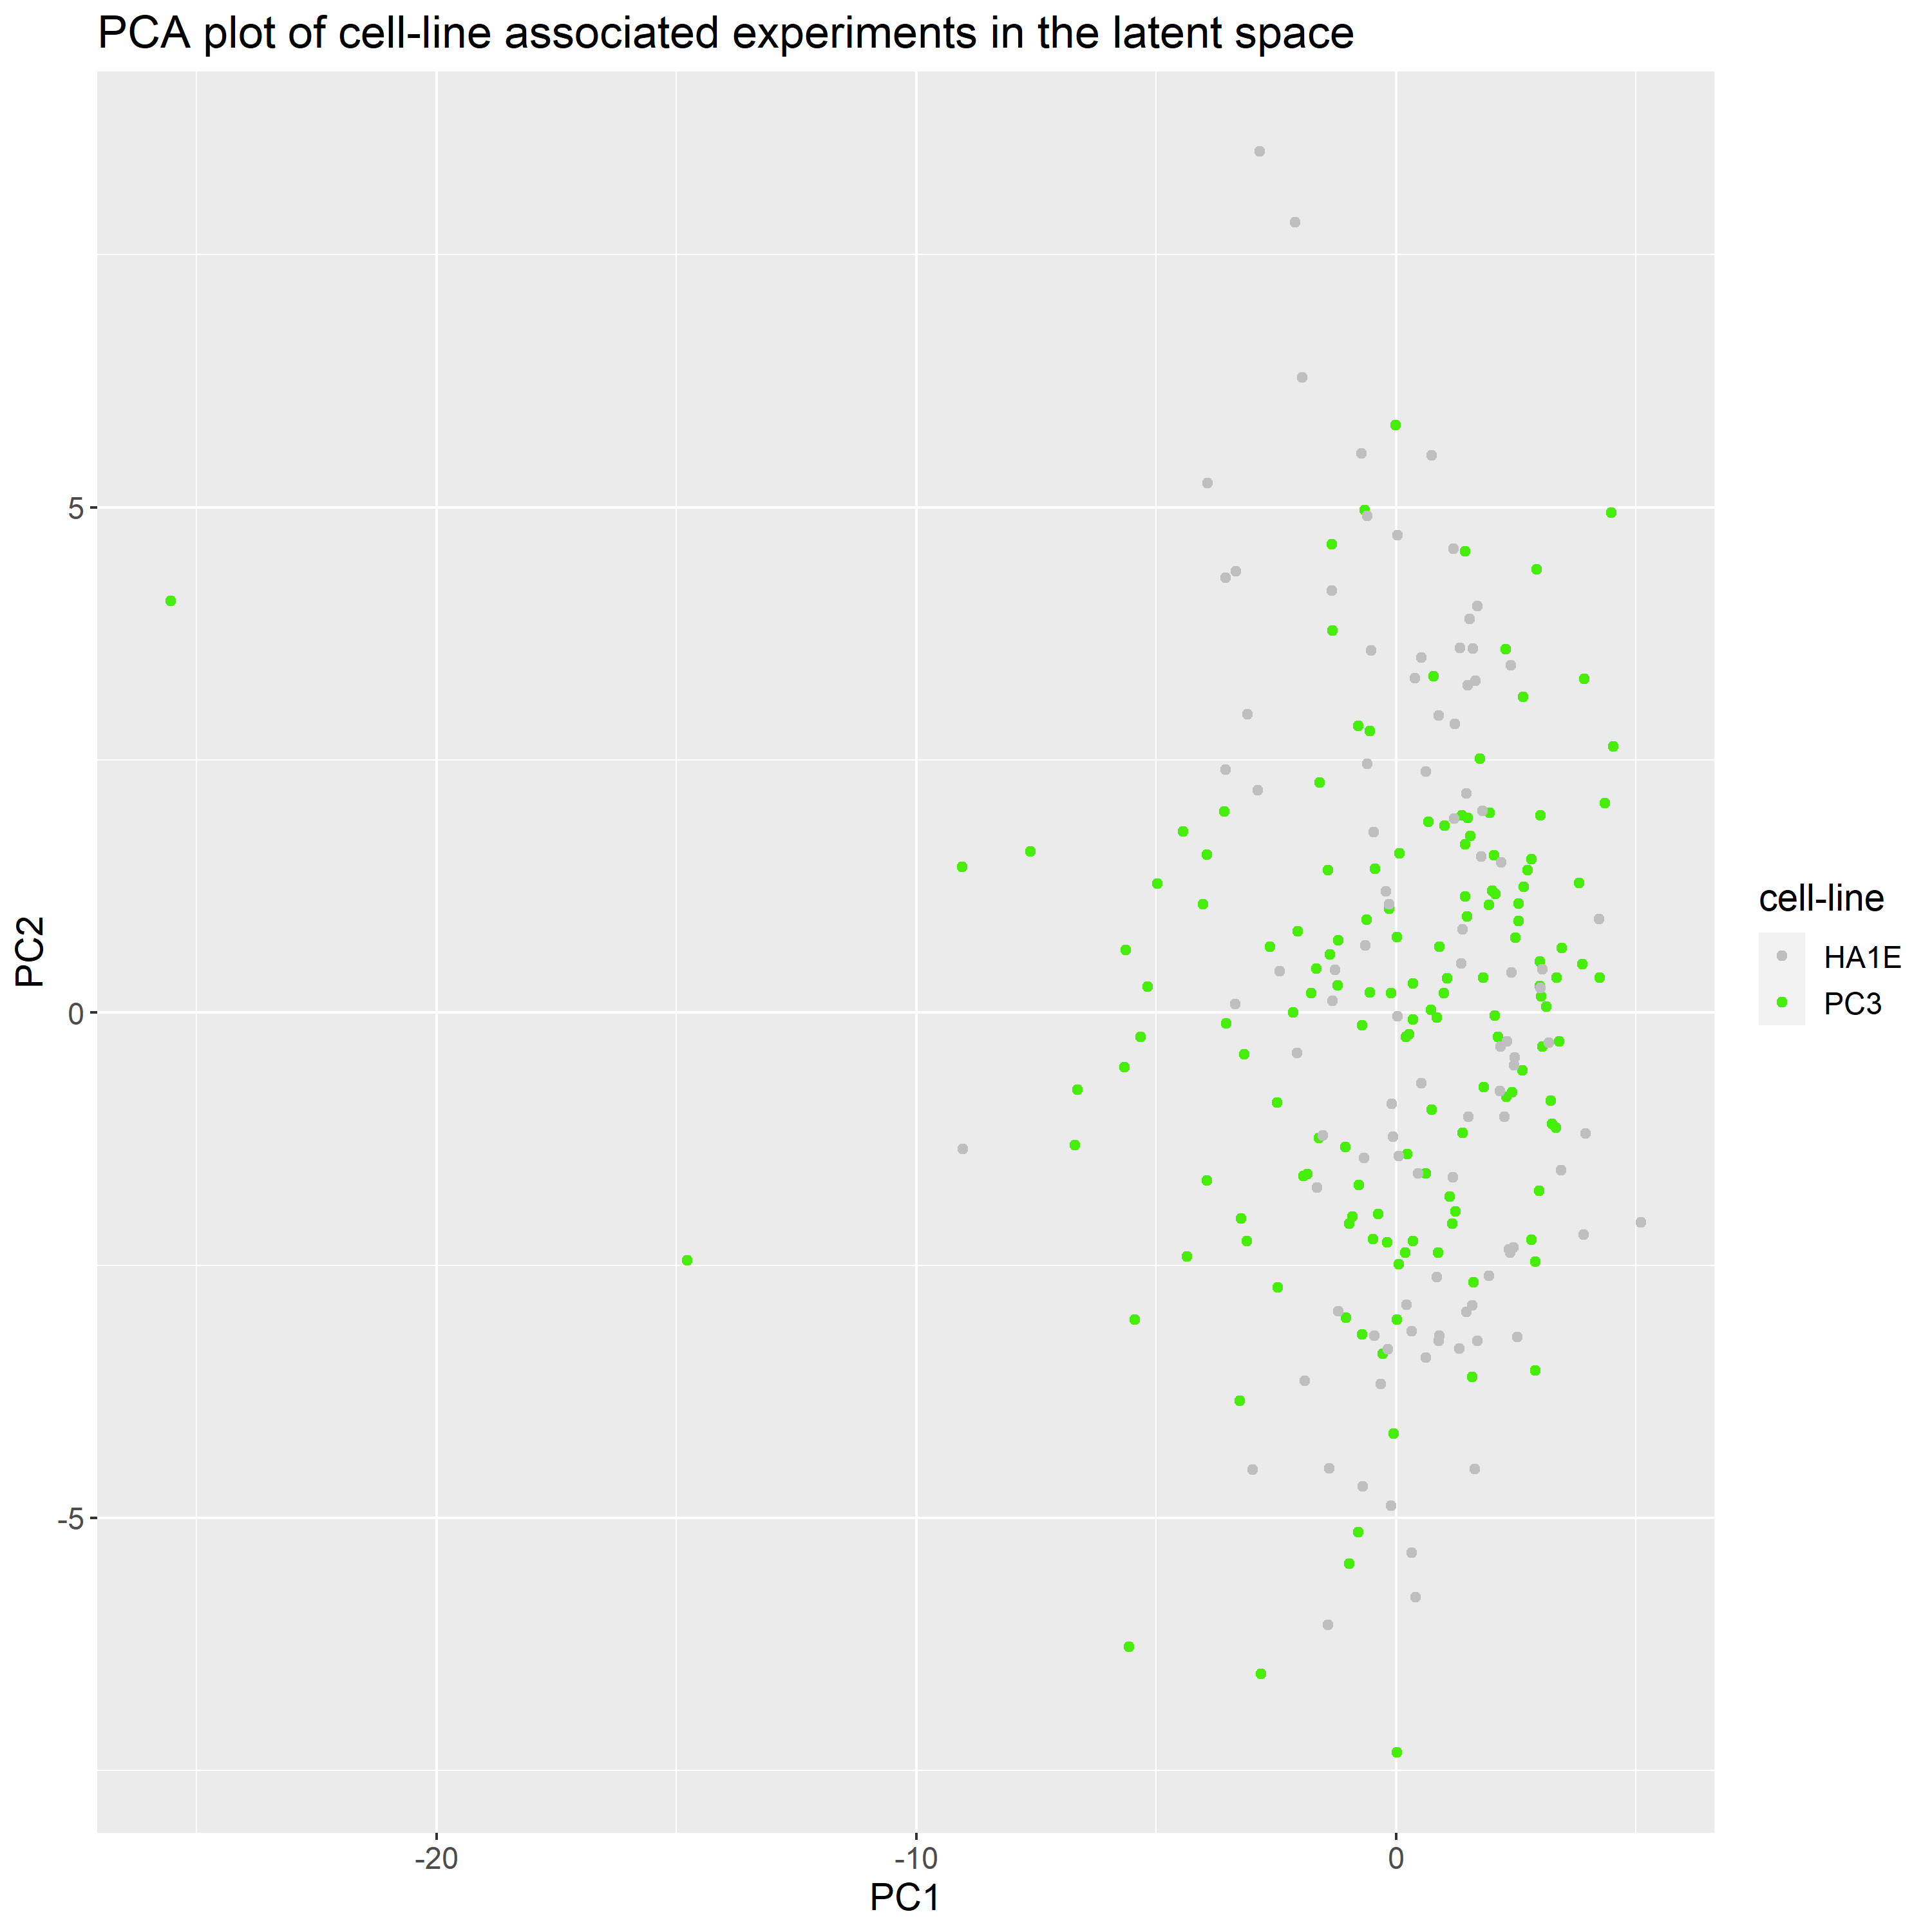 PCA plot of cell-line associated experiments in the latent space
5
0
-5
PC2
-20
-10
0
PC1
cell-line
HA1E
PC3